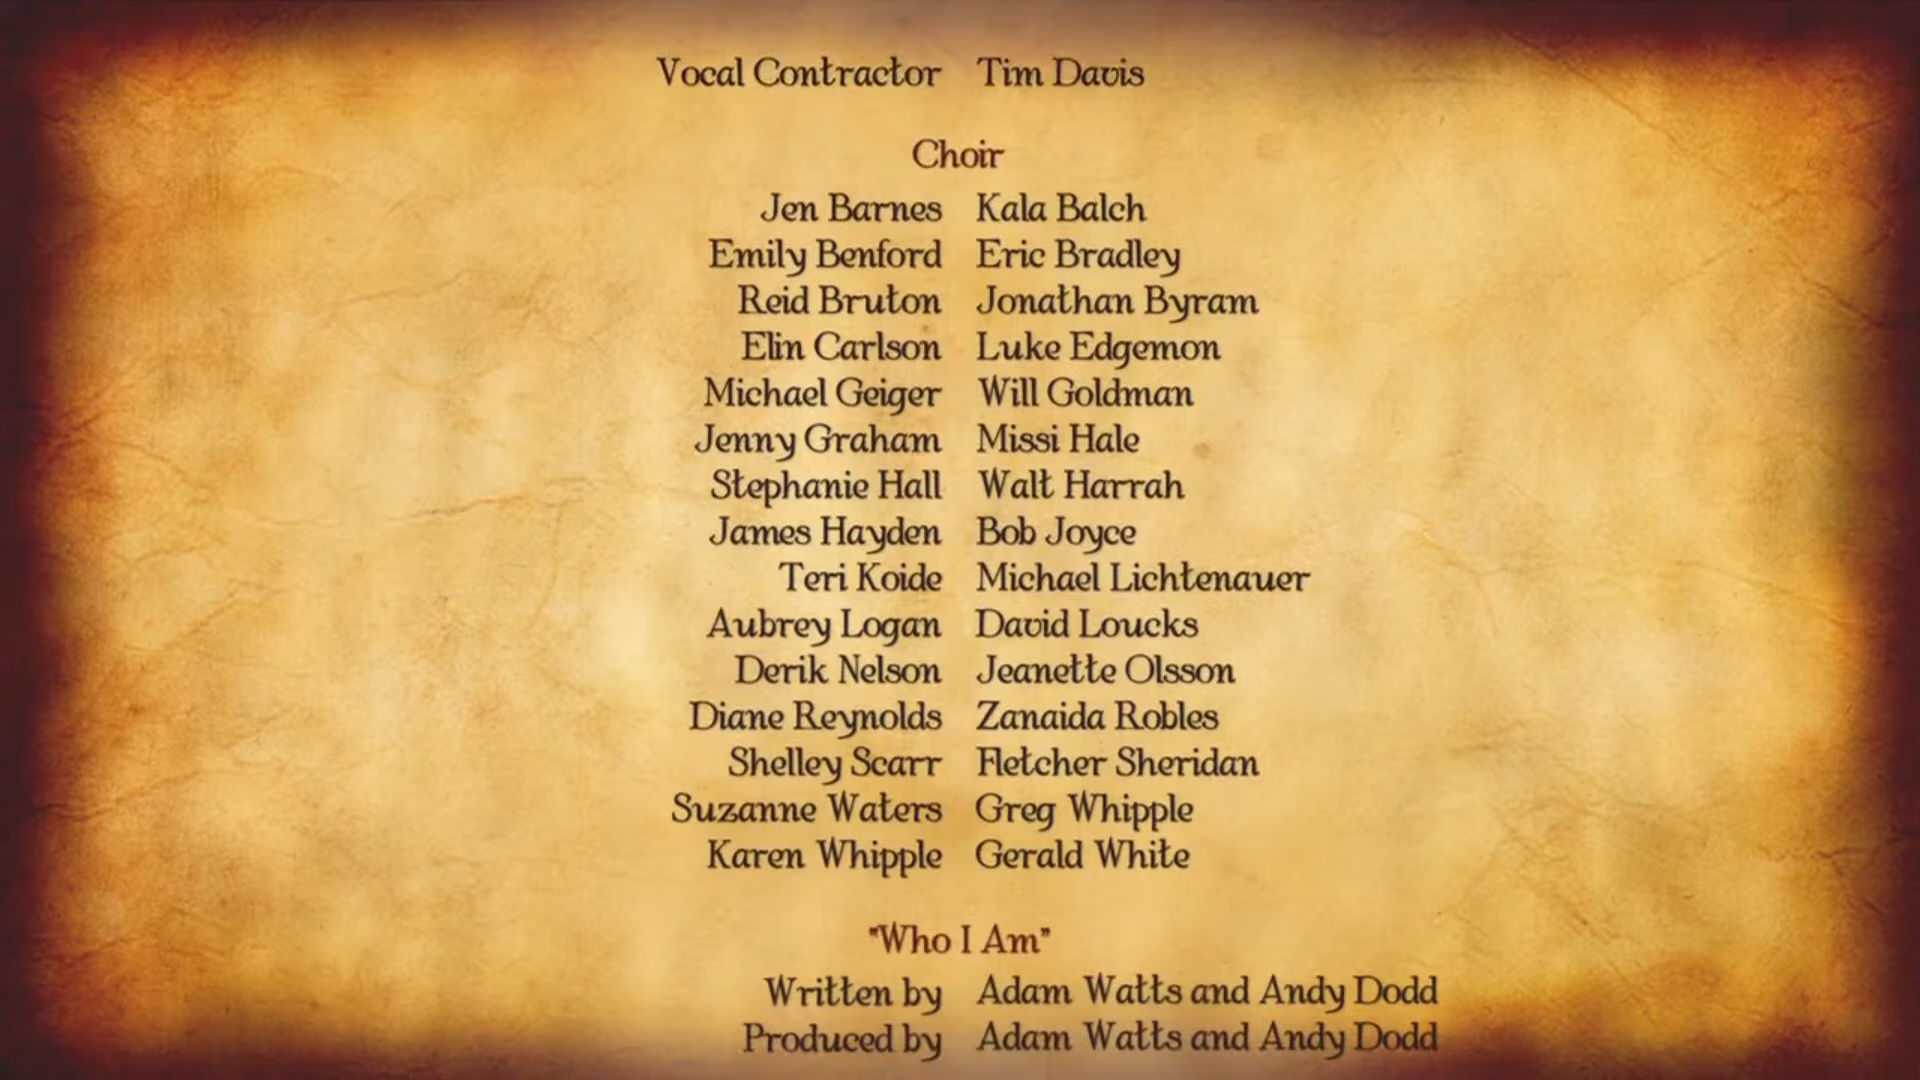 Vocal Contractor Tim Davis
Choir
Jen Barnes Kala Balch
Emily Benford Eric Bradley
Reid Bruton Jonathan Byram
Elin Carlson Luke Edgemon
Michael Geiger Will Goldman
Jenny Graham Missi Hale
Stephanie Hall Walt Harrah
James Hayden Bob Joyce
Teri Koide Michael Lichtenauer
Aubrey Logan David Loucks
Derik Nelson Jeanette Olsson
Diane Reynolds Zanaida Robles
Shelley Scarr Fletcher Sheridan
Suzanne Waters Greg Whipple
Karen Whipple Gerald White
"Who I Am"
Written by Adam Watts and Andy Dodd
Produced by Adam Watts and Andy Dodd